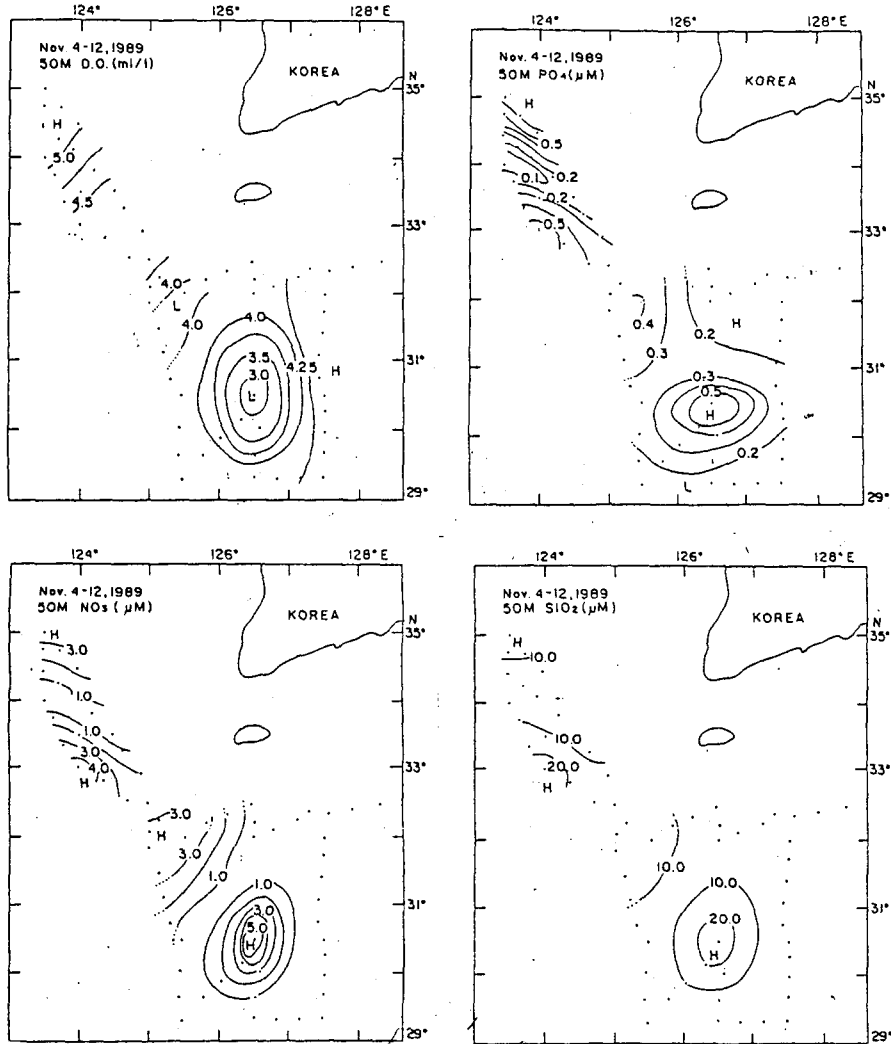 124° 126° 128° E
Nov. 4-12, 1989
50M D.O. (ml/l)
KOREA
N
35°
H
5.0
4.5
33°
4.0
L
4.0
4.0
31°
3.5
4.25
H
3.0
L
29°
124° 126° 128° E
Nov. 4-12, 1989
50M PO₄ (μM)
KOREA
N
35°
H
0.5
0.2
0.1
0.2
0.5
33°
0.4
0.2
H
0.3
31°
0.3
0.5
H
0.2
L
29°
124° 126° 128° E
Nov. 4-12, 1989
50M NO₃ (μM)
KOREA
N
35°
H
3.0
1.0
1.0
3.0
4.0
H
33°
3.0
H
3.0
1.0
1.0
31°
3.0
5.0
H
29°
124° 126° 128° E
Nov. 4-12, 1989
50M SiO₂ (μM)
KOREA
N
35°
H
10.0
10.0
20.0
H
33°
10.0
10.0
31°
20.0
H
29°